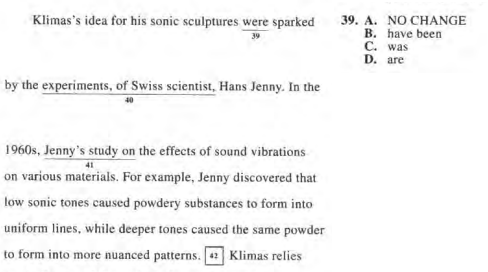 Klimas's idea for his sonic sculptures were sparked
39
39. A. NO CHANGE
B. have been
C. was
D. are
by the experiments, of Swiss scientist, Hans Jenny. In the
40
1960s, Jenny's study on the effects of sound vibrations
41
on various materials. For example, Jenny discovered that
low sonic tones caused powdery substances to form into
uniform lines, while deeper tones caused the same powder
to form into more nuanced patterns. 42 Klimas relies